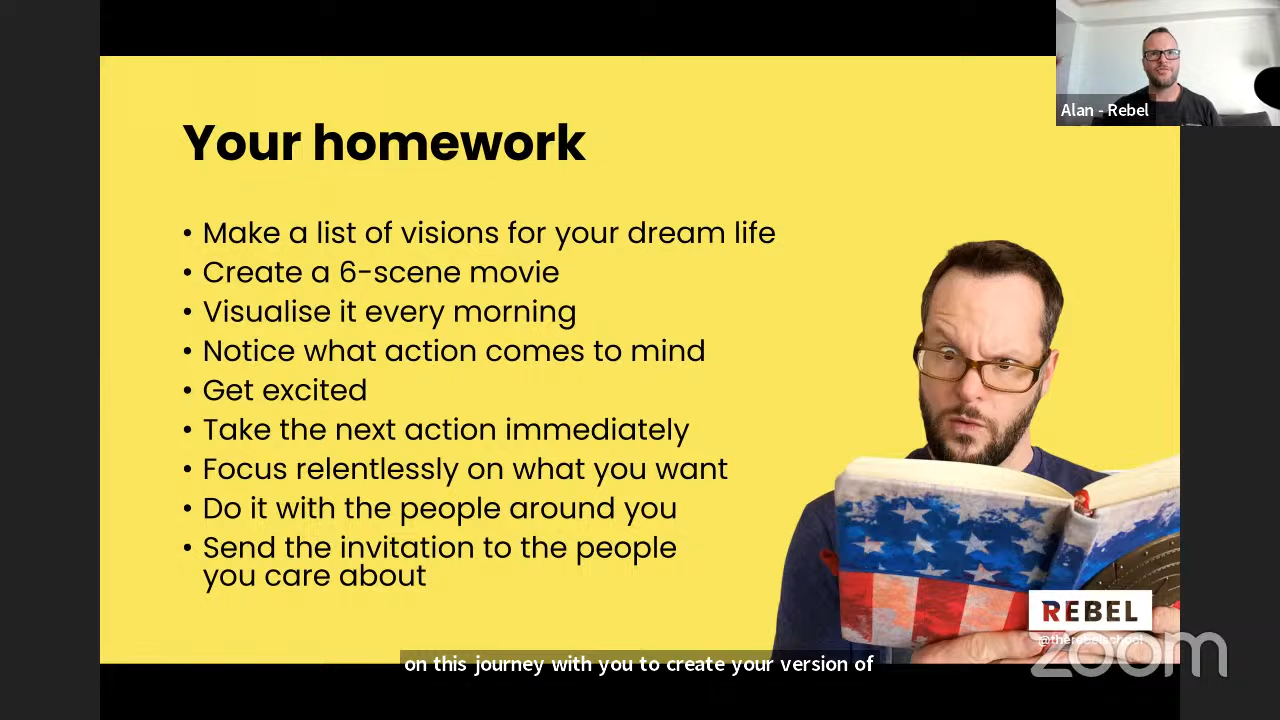 Alan - Rebel
Your homework
• Make a list of visions for your dream life
• Create a 6-scene movie
• Visualise it every morning
• Notice what action comes to mind
• Get excited
• Take the next action immediately
• Focus relentlessly on what you want
• Do it with the people around you
• Send the invitation to the people
you care about
REBEL
@therebelschool
zoom
on this journey with you to create your version of